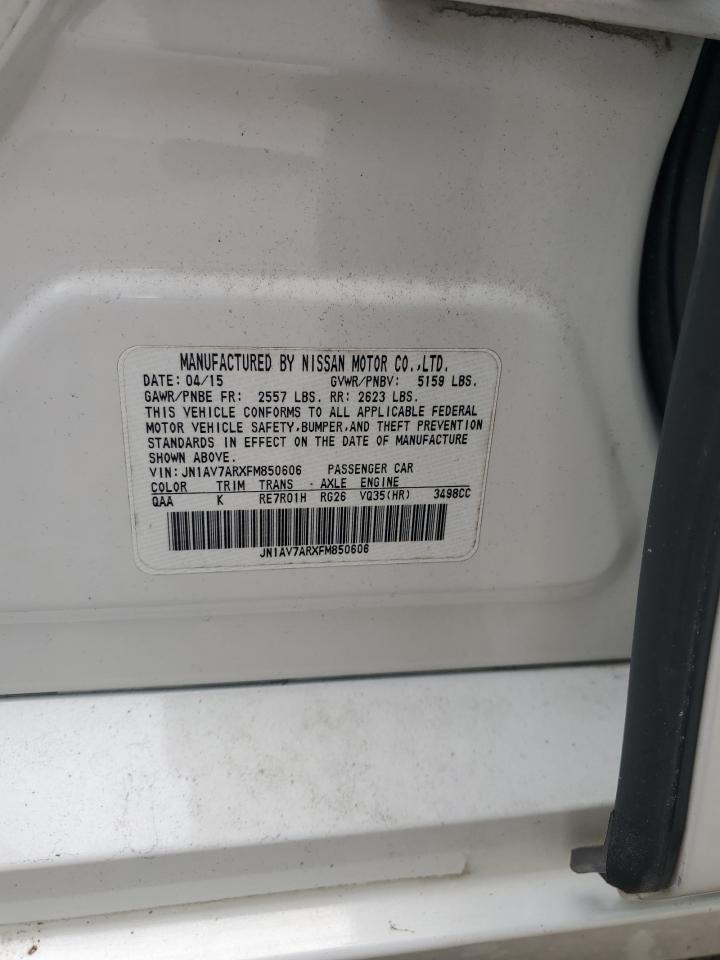 MANUFACTURED BY NISSAN MOTOR CO.,LTD.
DATE: 04/15 GVWR/PNBV: 5159 LBS.
GAWR/PNBE FR: 2557 LBS. RR: 2623 LBS.
THIS VEHICLE CONFORMS TO ALL APPLICABLE FEDERAL
MOTOR VEHICLE SAFETY,BUMPER,AND THEFT PREVENTION
STANDARDS IN EFFECT ON THE DATE OF MANUFACTURE
SHOWN ABOVE.
VIN: JN1AV7ARXFM850606 PASSENGER CAR
COLOR TRIM TRANS AXLE ENGINE
QAA K RE7R01H RG26 VQ35(HR) 3498CC
JN1AV7ARXFM850606